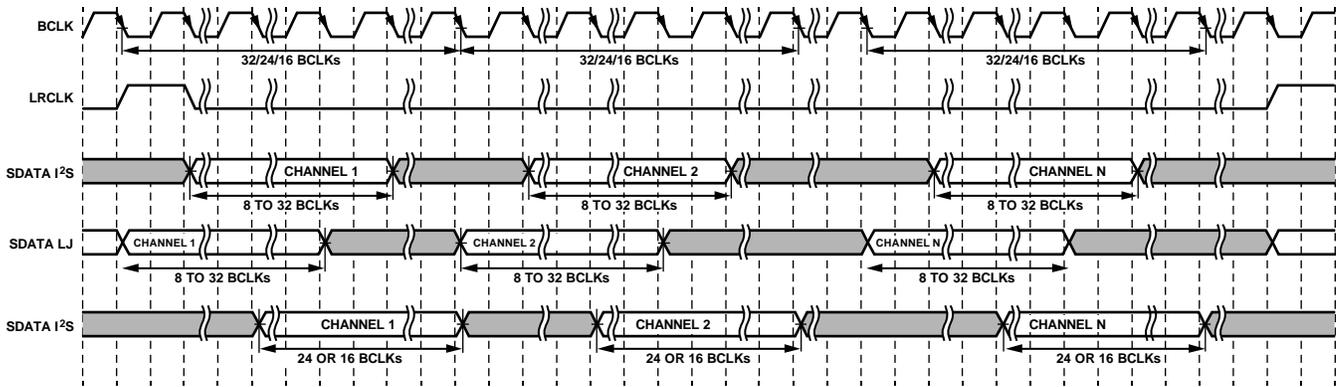 BCLK
32/24/16 BCLKs
32/24/16 BCLKs
32/24/16 BCLKs
LRCLK
SDATA I²S
CHANNEL 1
CHANNEL 2
CHANNEL N
8 TO 32 BCLKs
8 TO 32 BCLKs
8 TO 32 BCLKs
SDATA LJ
CHANNEL 1
CHANNEL 2
CHANNEL N
8 TO 32 BCLKs
8 TO 32 BCLKs
8 TO 32 BCLKs
SDATA I²S
CHANNEL 1
CHANNEL 2
CHANNEL N
24 OR 16 BCLKs
24 OR 16 BCLKs
24 OR 16 BCLKs